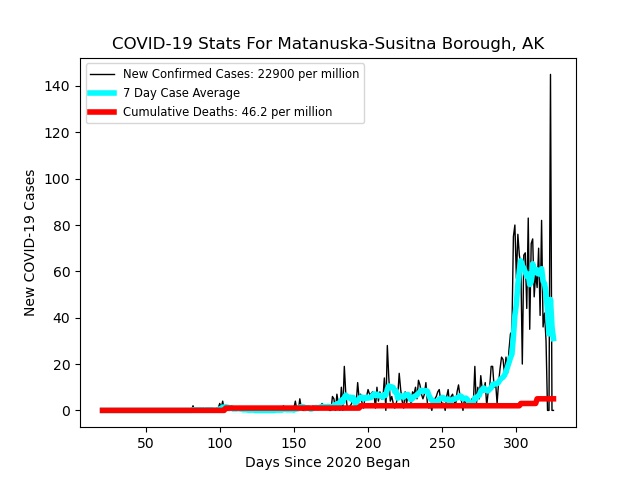 COVID-19 Stats For Matanuska-Susitna Borough, AK
New Confirmed Cases: 22900 per million
7 Day Case Average
Cumulative Deaths: 46.2 per million
New COVID-19 Cases
140
120
100
80
60
40
20
0
50 100 150 200 250 300
Days Since 2020 Began